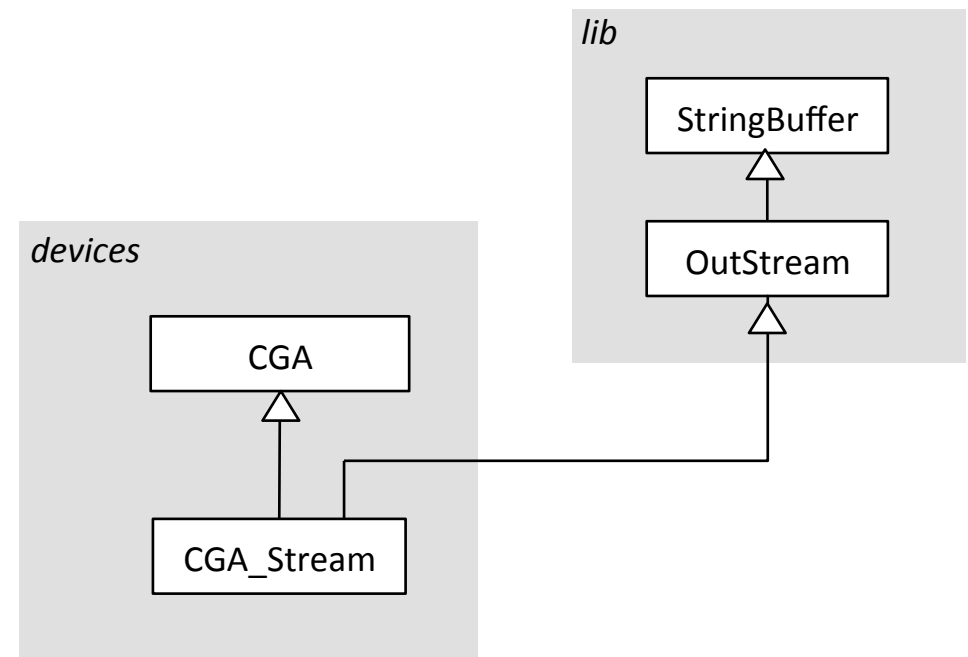 lib
StringBuffer
OutStream
devices
CGA
CGA_Stream